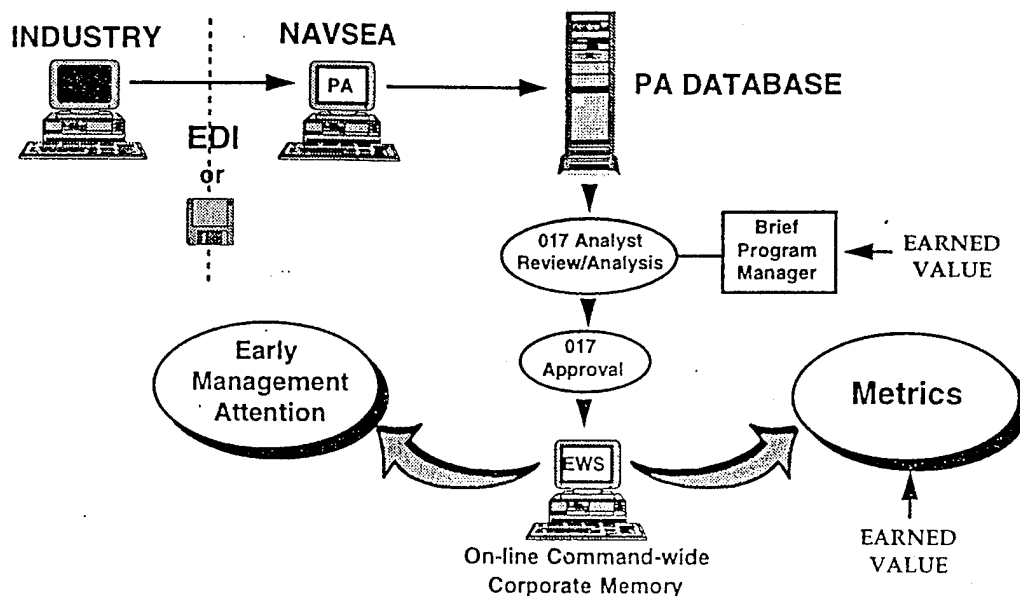 INDUSTRY
NAVSEA
PA
PA DATABASE
EDI
or
017 Analyst
Review/Analysis
Brief
Program
Manager
EARNED
VALUE
017
Approval
Early
Management
Attention
Metrics
EWS
On-line Command-wide
Corporate Memory
EARNED
VALUE